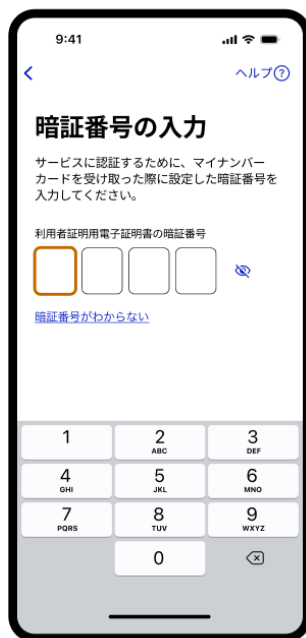 9:41
ヘルプ?
暗証番号の入力
サービスに認証するために、マイナンバー
カードを受け取った際に設定した暗証番号を
入力してください。
利用者証明用電子証明書の暗証番号
暗証番号がわからない
1 2 3
ABC DEF
4 5 6
GHI JKL MNO
7 8 9
PQRS TUV WXYZ
0